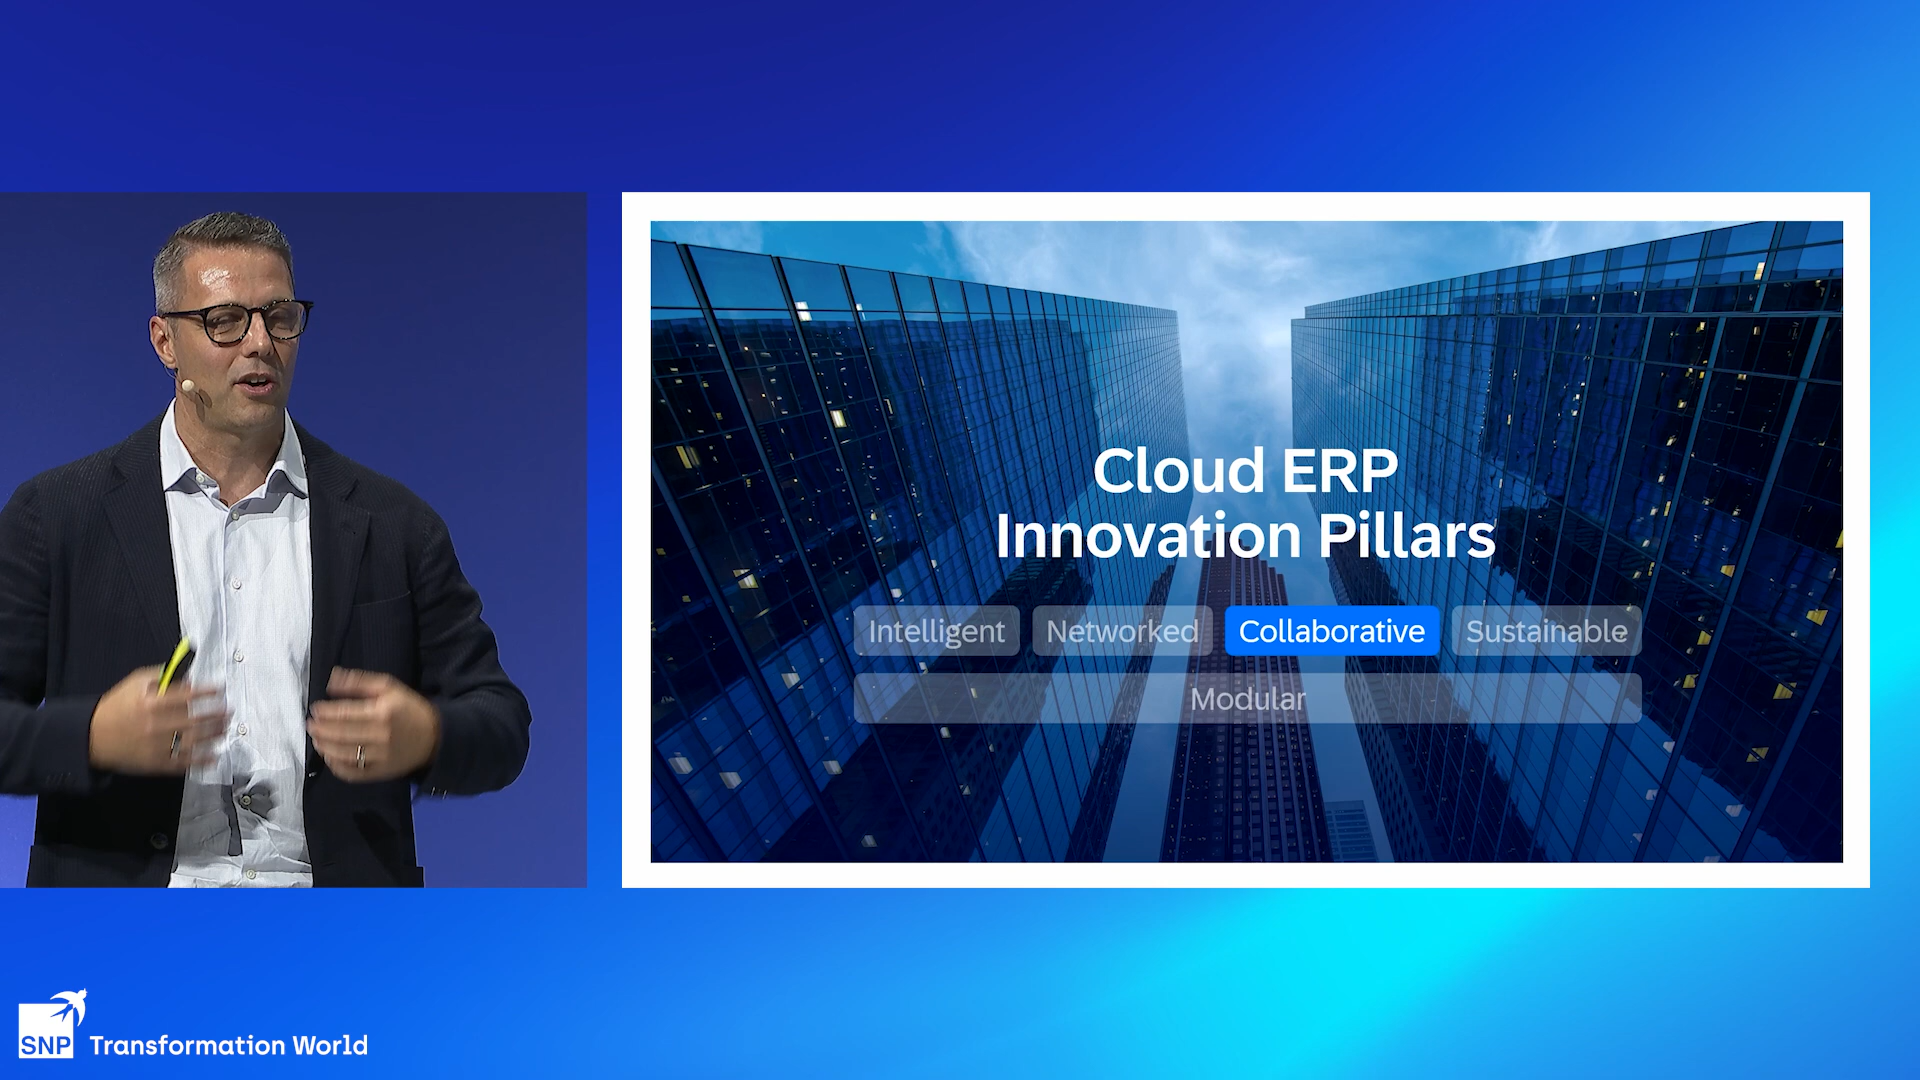 Cloud ERP
Innovation Pillars
Intelligent Networked Collaborative Sustainable
Modular
SNP Transformation World